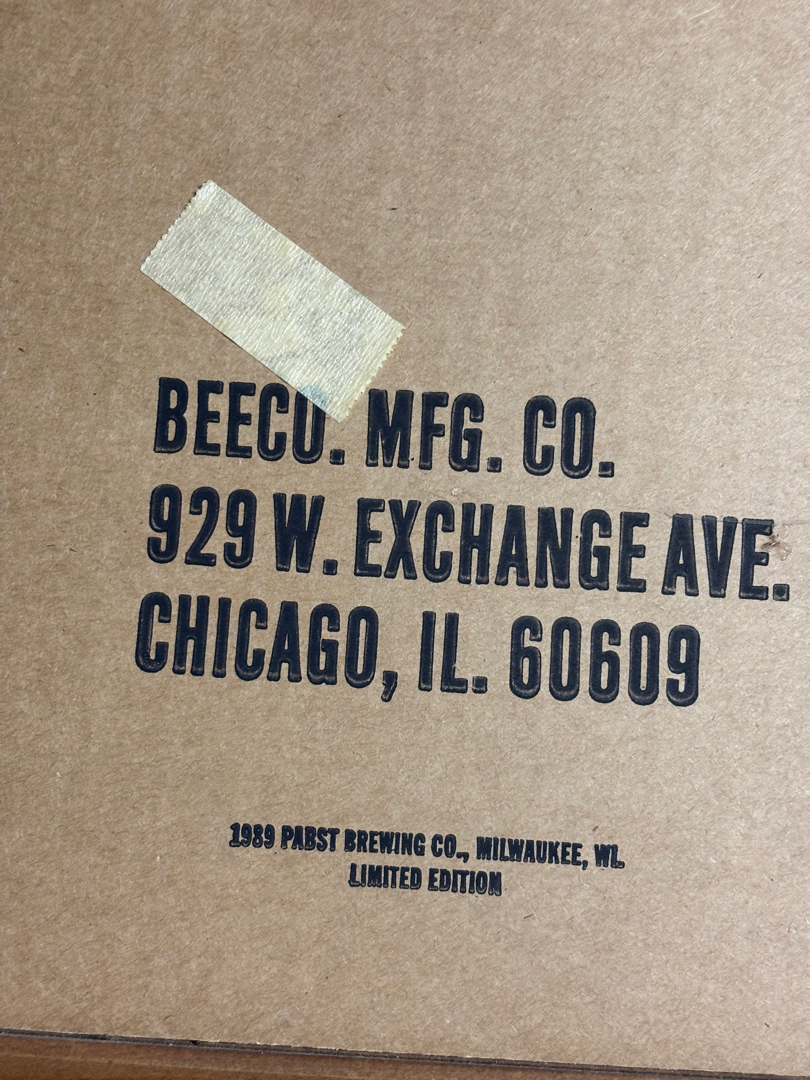 BEECO. MFG. CO.
929 W. EXCHANGE AVE.
CHICAGO, IL. 60609
1989 PABST BREWING CO., MILWAUKEE, WI.
LIMITED EDITION